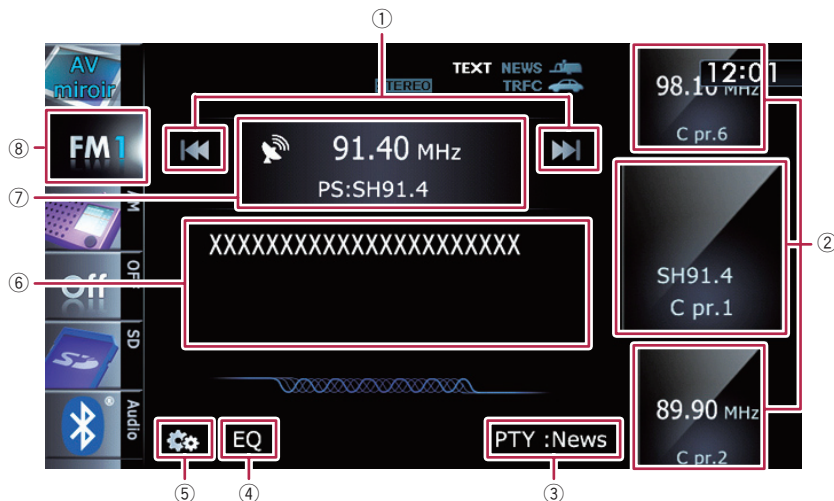 ①
AV
miroir
TEXT NEWS
STEREO TRFC
12:01
98.10 MHz
C pr.6
⑧
FM1
91.40 MHz
PS:SH91.4
⑦
②
XXXXXXXXXXXXXXXXXXXXXX
⑥
Off
SH91.4
C pr.1
SD
89.90 MHz
C pr.2
Audio
EQ
PTY :News
⑤
④
③